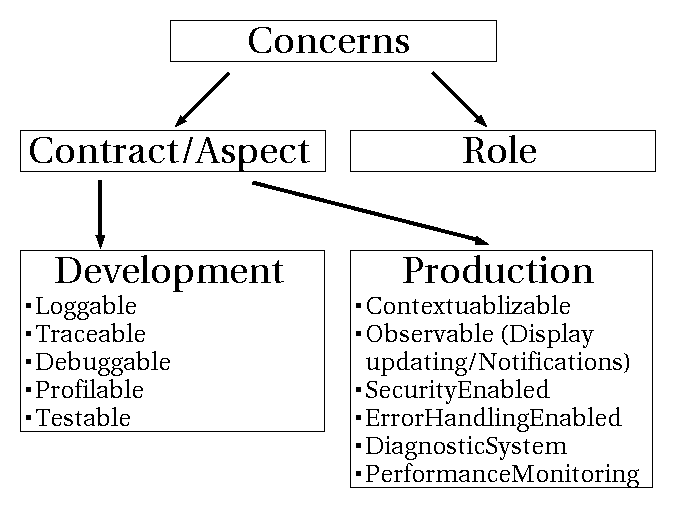 Concerns
Contract/Aspect
Role
Development
▪Loggable
▪Traceable
▪Debuggable
▪Profilable
▪Testable
Production
▪Contextuablizable
▪Observable (Display
updating/Notifications)
▪SecurityEnabled
▪ErrorHandlingEnabled
▪DiagnosticSystem
▪PerformanceMonitoring